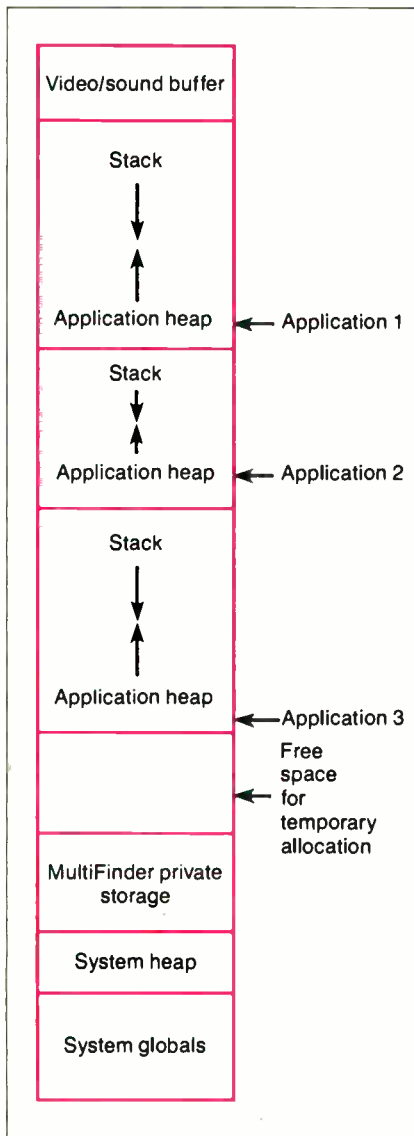 Video/sound buffer
Stack
Application heap
Application 1
Stack
Application heap
Application 2
Stack
Application heap
Application 3
Free
space
for
temporary
allocation
MultiFinder private
storage
System heap
System globals